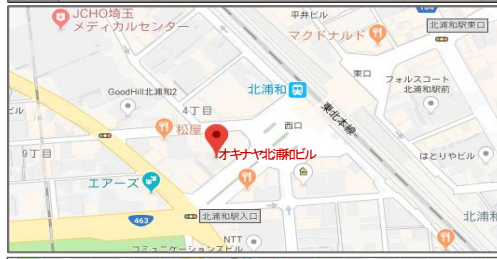 JCHO埼玉
メディカルセンター
平井ビル
マクドナルド
北浦和駅東口
GoodHill北浦和2
北浦和
東口
フォルスコート
北浦和駅前
4丁目
松屋
東北本線
西口
オキナヤ北浦和ビル
ビル
9丁目
エアーズ
はとりやビル
463
北浦和駅入口
北浦和
NTT
コミュニケーションズビル